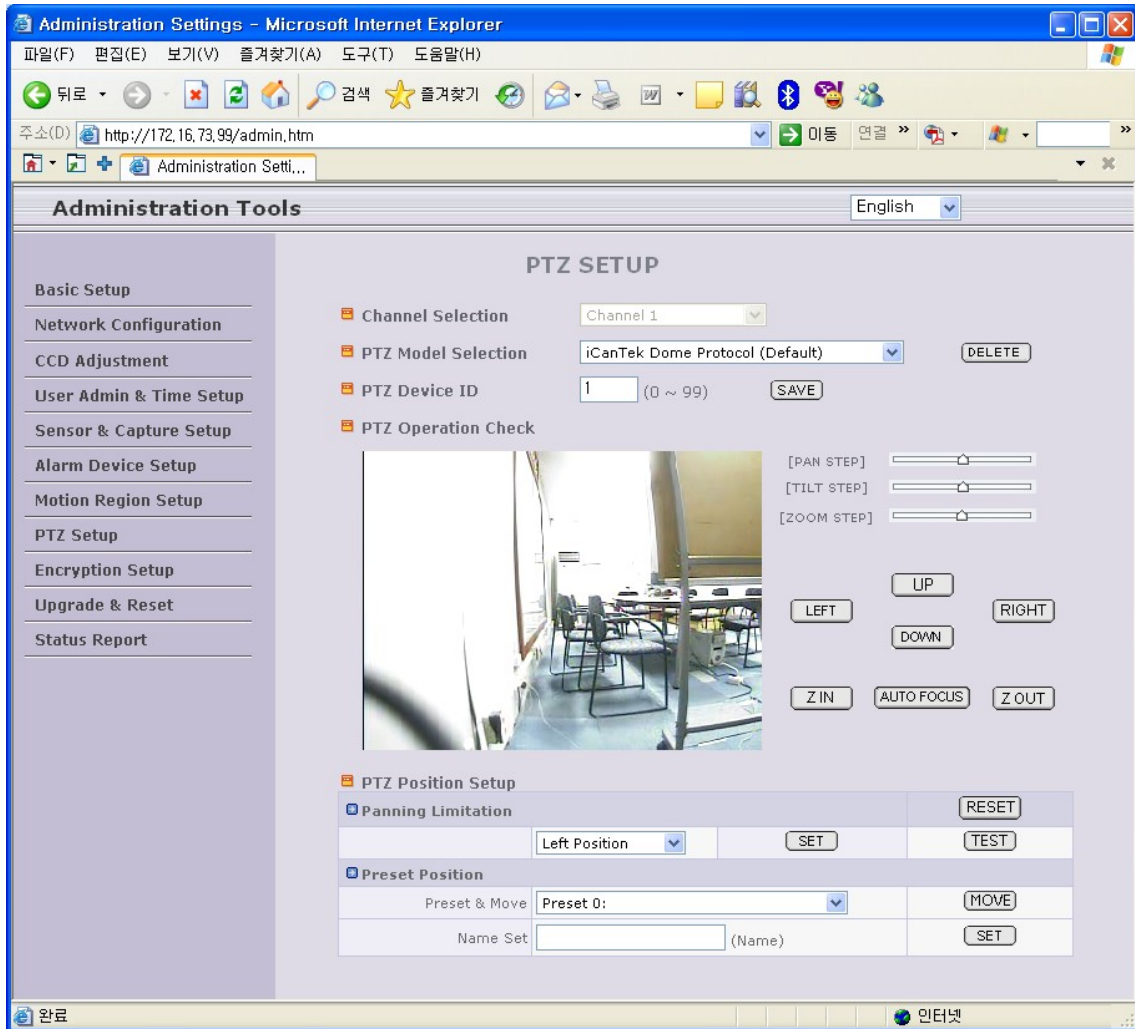 Administration Settings - Microsoft Internet Explorer
파일(F) 편집(E) 보기(V) 즐겨찾기(A) 도구(T) 도움말(H)
뒤로 검색 즐겨찾기
주소(D) http://172.16.73.99/admin.htm 이동 연결 »
Administration Setti...
Administration Tools English
PTZ SETUP
Basic Setup
Network Configuration
CCD Adjustment
User Admin & Time Setup
Sensor & Capture Setup
Alarm Device Setup
Motion Region Setup
PTZ Setup
Encryption Setup
Upgrade & Reset
Status Report
Channel Selection Channel 1
PTZ Model Selection iCanTek Dome Protocol (Default) DELETE
PTZ Device ID 1 (0 ~ 99) SAVE
PTZ Operation Check
[PAN STEP]
[TILT STEP]
[ZOOM STEP]
UP
LEFT RIGHT
DOWN
Z IN AUTO FOCUS Z OUT
PTZ Position Setup
Panning Limitation RESET
Left Position SET TEST
Preset Position
Preset & Move Preset 0: MOVE
Name Set (Name) SET
완료 인터넷